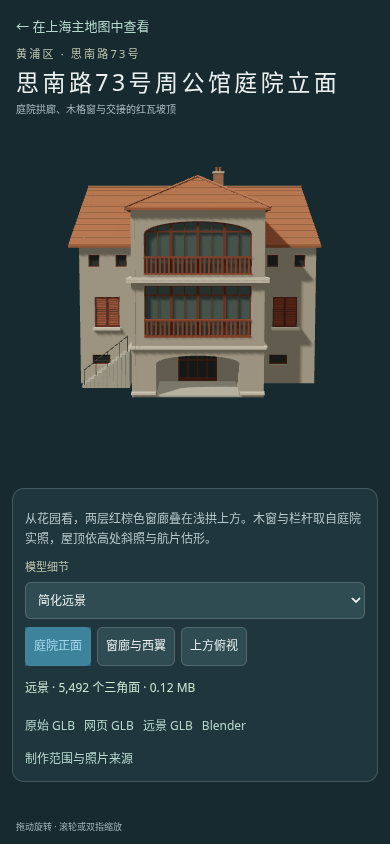 ← 在上海主地图中查看
黄浦区 · 思南路73号
思南路73号周公馆庭院立面
庭院拱廊、木格窗与交接的红瓦坡顶
从花园看，两层红棕色窗廊叠在浅拱上方。木窗与栏杆取自庭院
实照，屋顶依高处斜照与航片估形。
模型细节
简化远景
庭院正面 窗廊与西翼 上方俯视
远景 · 5,492 个三角面 · 0.12 MB
原始 GLB 网页 GLB 远景 GLB Blender
制作范围与照片来源
拖动旋转 · 滚轮或双指缩放